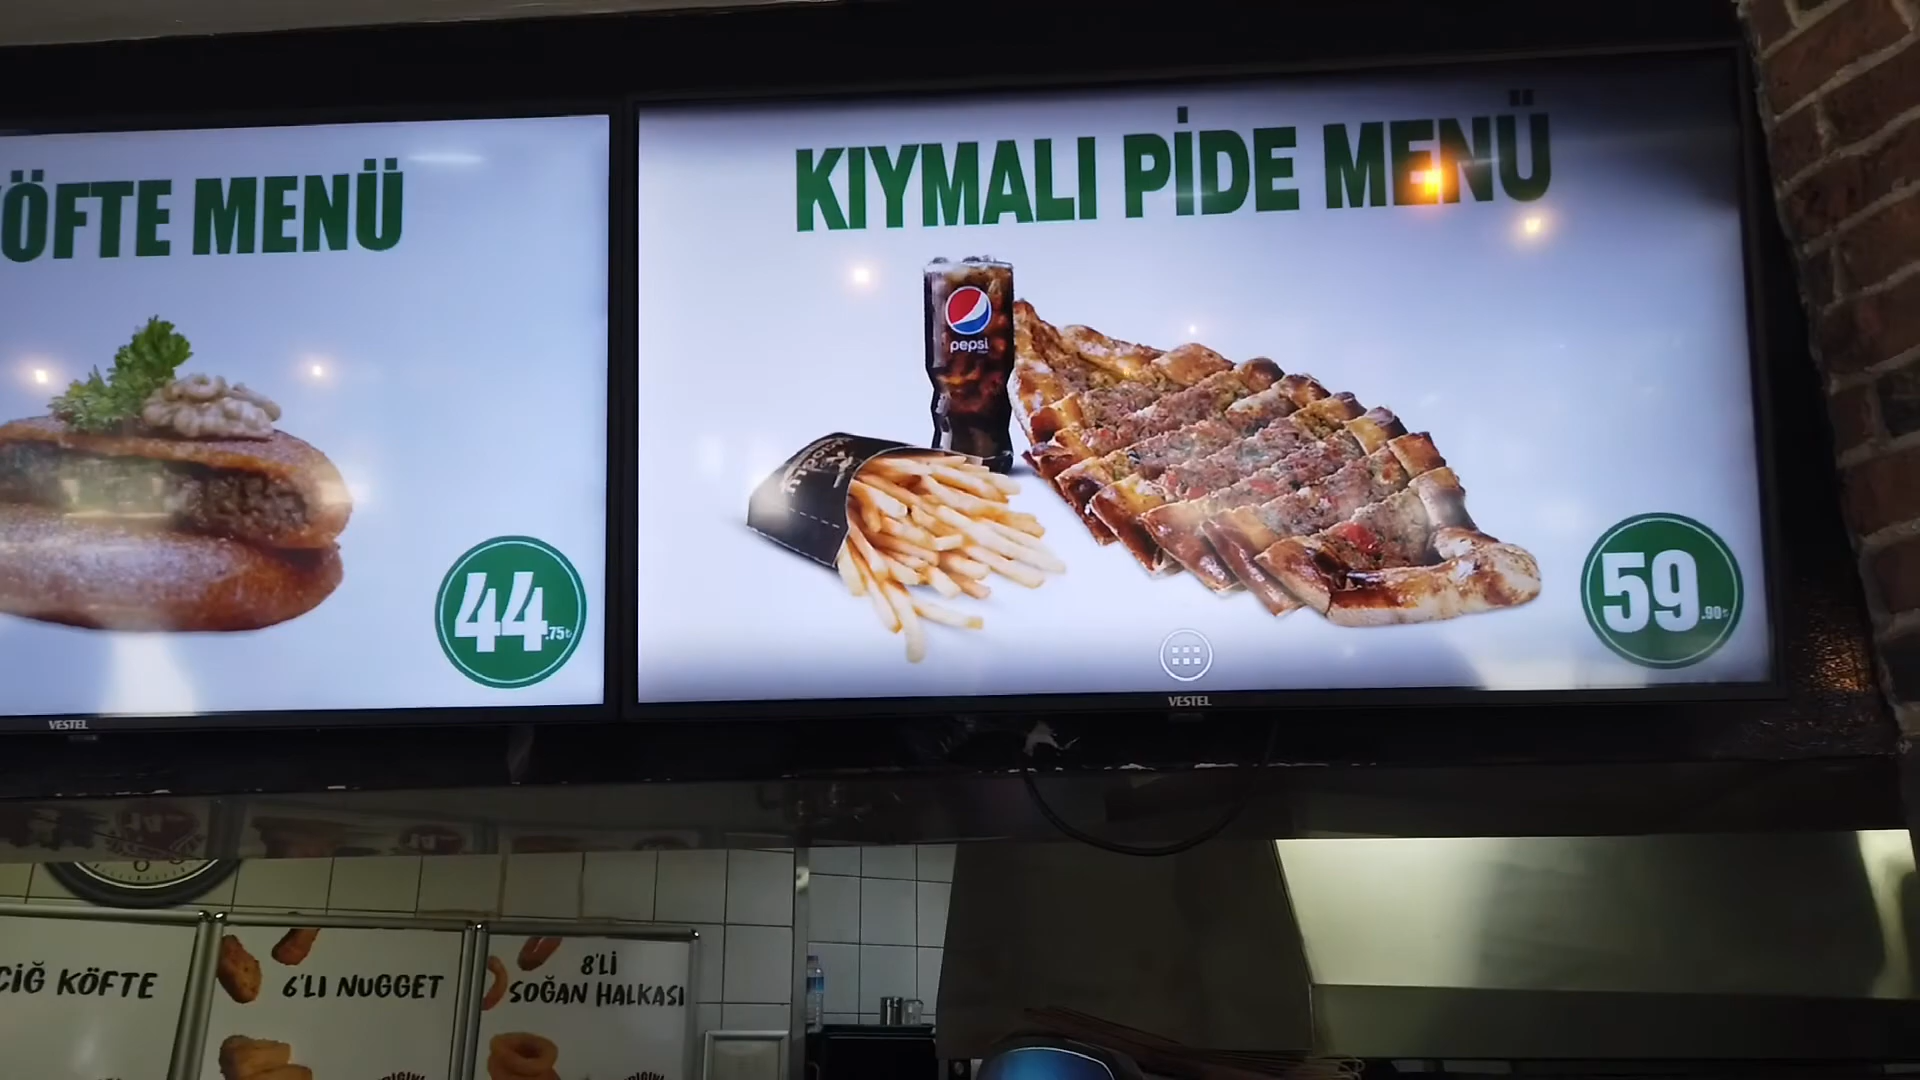 ÖFTE MENÜ
44.75₺
VESTEL
KIYMALI PİDE MENÜ
pepsi
59.90₺
VESTEL
ÇİĞ KÖFTE
6'LI NUGGET
8'Lİ
SOĞAN HALKASI